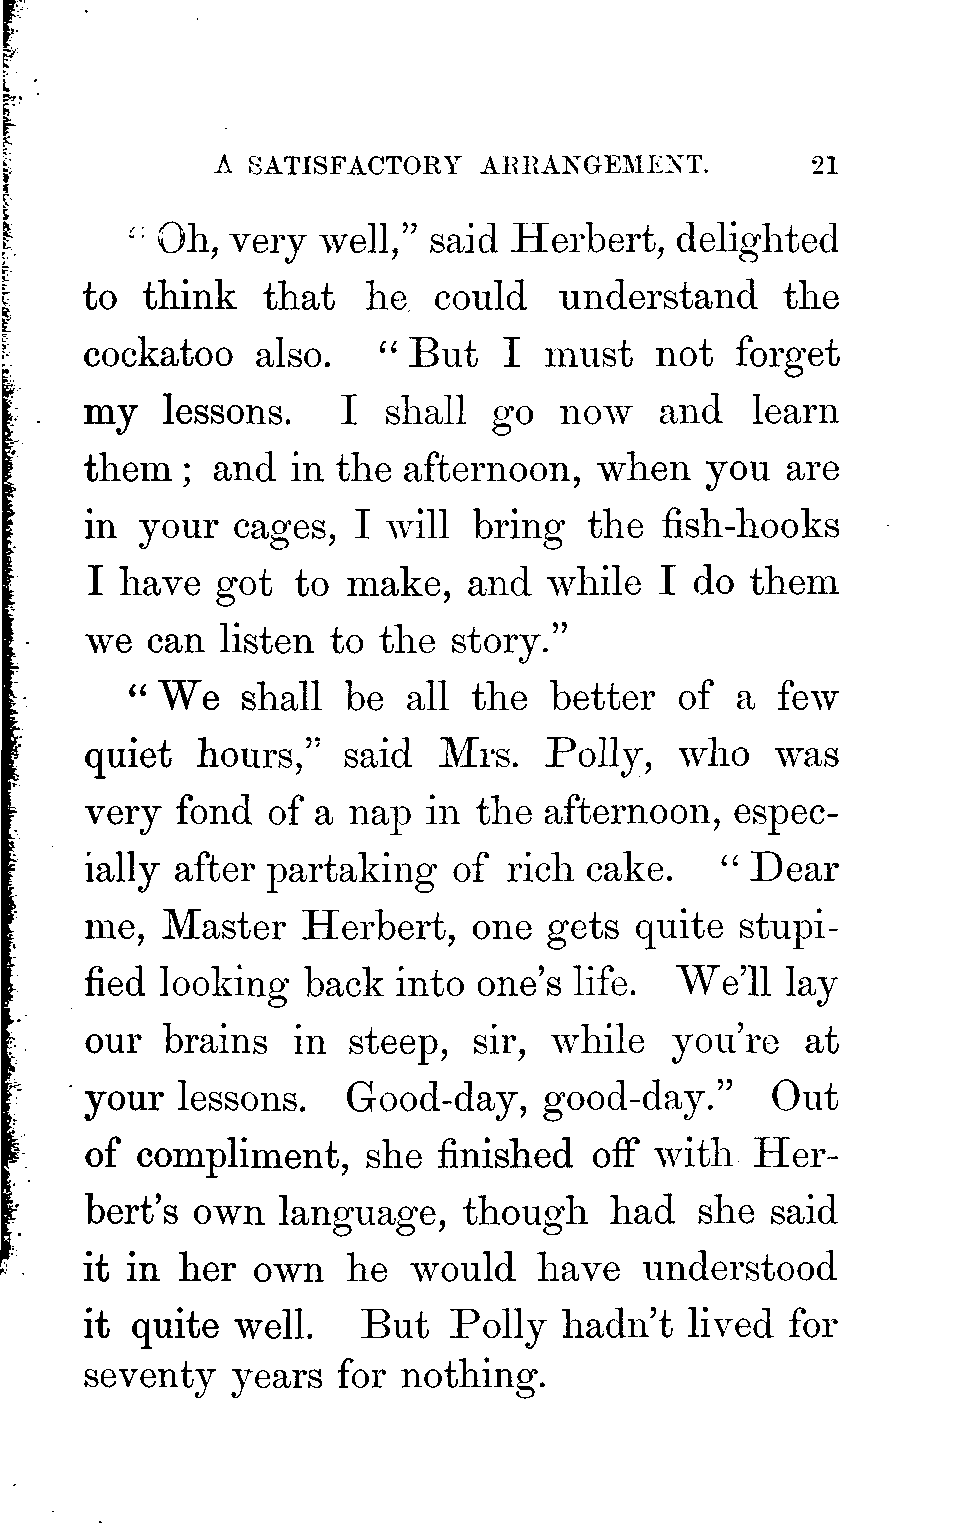 A SATISFACTORY ARRANGEMENT. 21
“Oh, very well,” said Herbert, delighted
to think that he could understand the
cockatoo also. “But I must not forget
my lessons. I shall go now and learn
them; and in the afternoon, when you are
in your cages, I will bring the fish-hooks
I have got to make, and while I do them
we can listen to the story.”
“We shall be all the better of a few
quiet hours,” said Mrs. Polly, who was
very fond of a nap in the afternoon, espec-
ially after partaking of rich cake. “Dear
me, Master Herbert, one gets quite stupi-
fied looking back into one’s life. We’ll lay
our brains in steep, sir, while you’re at
your lessons. Good-day, good-day.” Out
of compliment, she finished off with Her-
bert’s own language, though had she said
it in her own he would have understood
it quite well. But Polly hadn’t lived for
seventy years for nothing.